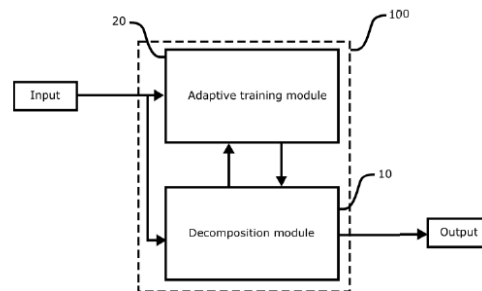 20
100
Input
Adaptive training module
10
Decomposition module
Output